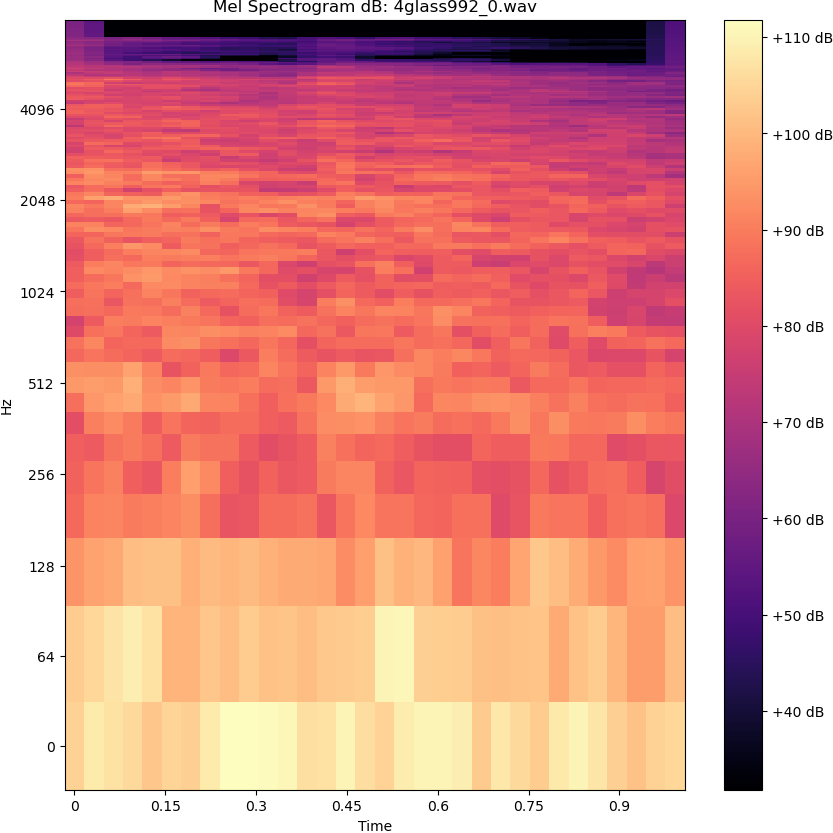 Mel Spectrogram dB: 4glass992_0.wav
Hz
4096
2048
1024
512
256
128
64
0
0 0.15 0.3 0.45 0.6 0.75 0.9
Time
+110 dB
+100 dB
+90 dB
+80 dB
+70 dB
+60 dB
+50 dB
+40 dB